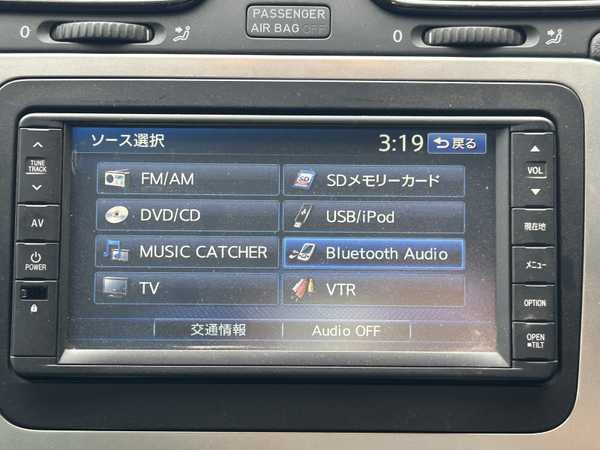 PASSENGER
AIR BAG OFF
0
0
ソース選択
3:19
戻る
TUNE
TRACK
AV
POWER
FM/AM
SDメモリーカード
DVD/CD
USB/iPod
MUSIC CATCHER
Bluetooth Audio
TV
VTR
交通情報
Audio OFF
VOL
現在地
メニュー
OPTION
OPEN
TILT